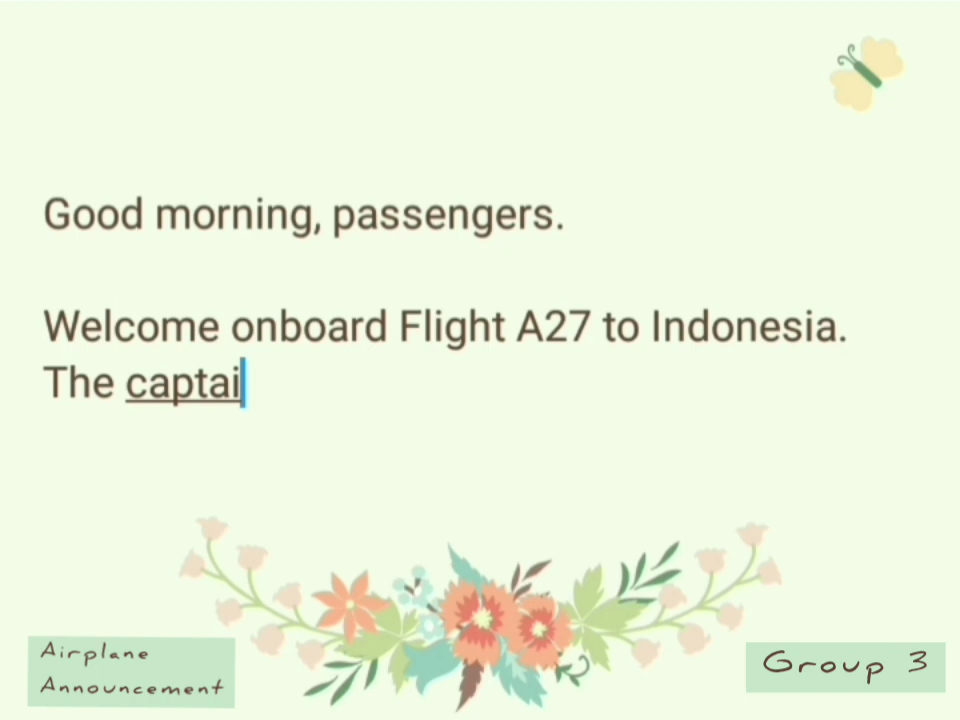 Good morning, passengers.
Welcome onboard Flight A27 to Indonesia.
The captai
Airplane
Announcement
Group 3